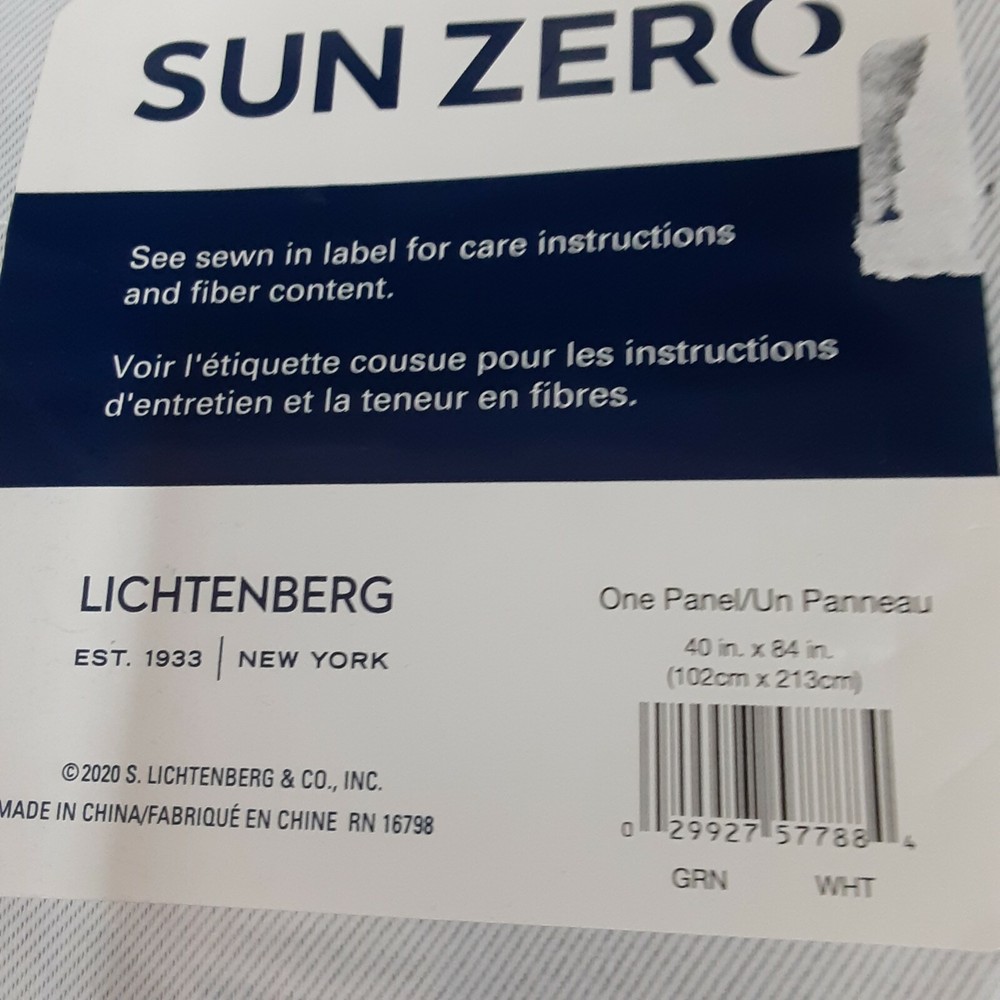 SUN ZERO
See sewn in label for care instructions
and fiber content.
Voir l'étiquette cousue pour les instructions
d'entretien et la teneur en fibres.
LICHTENBERG
EST. 1933 | NEW YORK
©2020 S. LICHTENBERG & CO., INC.
MADE IN CHINA/FABRIQUÉ EN CHINE RN 16798
One Panel/Un Panneau
40 in. x 84 in.
(102cm x 213cm)
0 29927 57788 4
GRN WHT